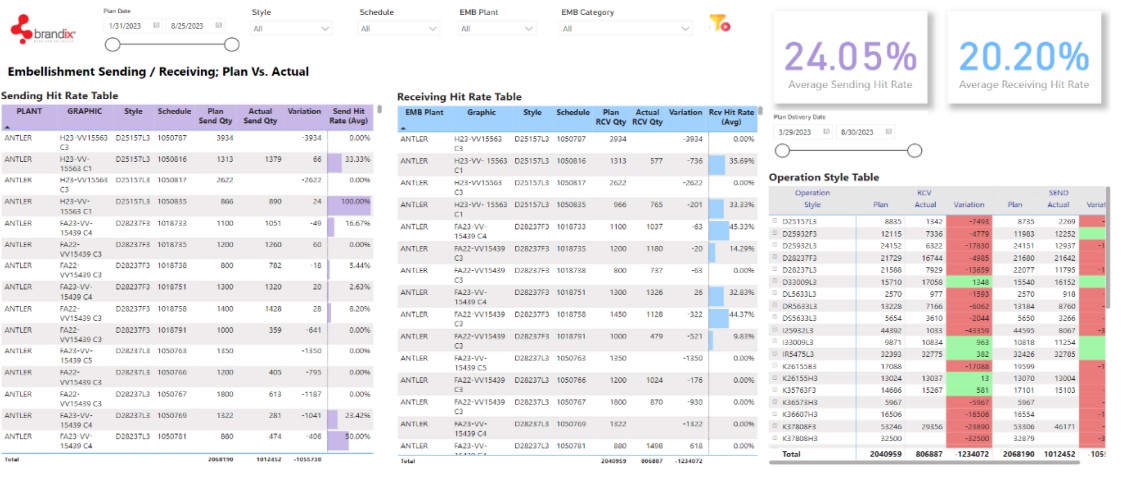 brandix
Plan Date
1/31/2023 8/25/2023
Style
All
Schedule
All
EMB Plant
All
EMB Category
All
24.05%
Average Sending Hit Rate
20.20%
Average Receiving Hit Rate
Embellishment Sending / Receiving; Plan Vs. Actual
Sending Hit Rate Table
PLANT GRAPHIC Style Schedule Plan Send Qty Actual Send Qty Variation Send Hit Rate (Avg)
ANTLER H23-VV15563 C3 D25157L3 1050787 3934 -3934 0.00%
ANTLER H23-VV-15563 C1 D25157L3 1050816 1313 1379 66 33.33%
ANTLER H23-VV15563 C3 D25157L3 1050817 2622 -2622 0.00%
ANTLER H23-VV-15563 C1 D25157L3 1050835 866 890 24 100.00%
ANTLER FA23-VV-15439 C4 D28237F3 1018733 1100 1051 -49 16.67%
ANTLER FA22-VV15439 C3 D28237F3 1018735 1200 1260 60 0.00%
ANTLER FA22-VV15439 C3 D28237F3 1018738 800 782 -18 5.44%
ANTLER FA23-VV-15439 C4 D28237F3 1018751 1300 1320 20 2.63%
ANTLER FA22-VV15439 C3 D28237F3 1018758 1400 1428 28 8.20%
ANTLER FA22-VV15439 C3 D28237F3 1018791 1000 359 -641 0.00%
ANTLER FA23-VV-15439 C5 D28237L3 1050763 1350 -1350 0.00%
ANTLER FA22-VV15439 C3 D28237L3 1050766 1200 405 -795 0.00%
ANTLER FA22-VV15439 C3 D28237L3 1050767 1800 613 -1187 0.00%
ANTLER FA23-VV-15439 C4 D28237L3 1050769 1322 281 -1041 23.42%
ANTLER FA23-VV-15439 C4 D28237L3 1050781 880 474 -406 50.00%
Total 2068190 1012452 -1055738
Receiving Hit Rate Table
EMB Plant Graphic Style Schedule Plan RCV Qty Actual RCV Qty Variation Rcv Hit Rate (Avg)
ANTLER H23-VV15563 C3 D25157L3 1050787 3934 -3934 0.00%
ANTLER H23-VV- 15563 C1 D25157L3 1050816 1313 577 -736 35.69%
ANTLER H23-VV15563 C3 D25157L3 1050817 2622 -2622 0.00%
ANTLER H23-VV- 15563 C1 D25157L3 1050835 966 765 -201 33.33%
ANTLER FA23-VV-15439 C4 D28237F3 1018733 1100 1037 -63 45.33%
ANTLER FA22-VV15439 C3 D28237F3 1018735 1200 1180 -20 14.29%
ANTLER FA22-VV15439 C3 D28237F3 1018738 800 737 -63 0.00%
ANTLER FA23-VV-15439 C4 D28237F3 1018751 1300 1326 26 32.83%
ANTLER FA22-VV15439 C3 D28237F3 1018758 1450 1128 -322 44.37%
ANTLER FA22-VV15439 C3 D28237F3 1018791 1000 479 -521 9.83%
ANTLER FA23-VV-15439 C5 D28237L3 1050763 1350 -1350 0.00%
ANTLER FA22-VV15439 C3 D28237L3 1050766 1200 1024 -176 0.00%
ANTLER FA22-VV15439 C3 D28237L3 1050767 1800 870 -930 0.00%
ANTLER FA23-VV-15439 C4 D28237L3 1050769 1322 -1322 0.00%
ANTLER FA23-VV-15439 C4 D28237L3 1050781 880 1498 618 0.00%
Total 2040959 806887 -1234072
Plan Delivery Date
3/29/2023 8/30/2023
Operation Style Table
Operation RCV SEND
Style Plan Actual Variation Plan Actual Variat
D25157L3 8835 1342 -7493 8735 2269
D25932F3 12115 7336 -4779 11983 12252
D25932L3 24152 6322 -17830 24151 12937
D28237F3 21729 16744 -4985 21680 21642
D28237L3 21588 7929 -13659 22077 11795
D33009L3 15710 17058 1348 15540 16152
DL5633L3 2570 977 -1593 2570 918
DR5633L3 13228 7166 -6062 13184 8760
DS5633L3 5654 3610 -2044 5650 3266
I25932L3 44392 1033 -43359 44595 8067
I33009L3 9871 10834 963 10818 11254
IR5475L3 32393 32775 382 32426 32785
K26155B3 17088 -17088 19599
K26155H3 13024 13037 13 13070 13004
K35763F3 14686 15267 581 17101 15103
K36573H3 5967 -5967 5967
K36607H3 16506 -16506 16554
K37808F3 53246 29356 -23890 53306 46171
K37808H3 32500 -32500 32879
Total 2040959 806887 -1234072 2068190 1012452 -105